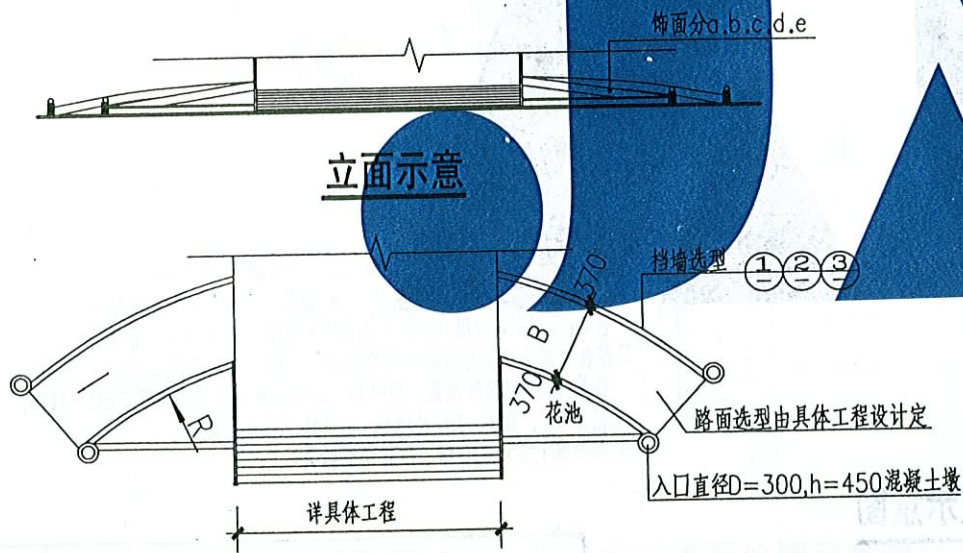 饰面分a.b.c.d.e
立面示意
挡墙选型 1 2 3
370
B
370
花池
R
路面选型由具体工程设计定
入口直径D=300,h=450混凝土墩
详具体工程